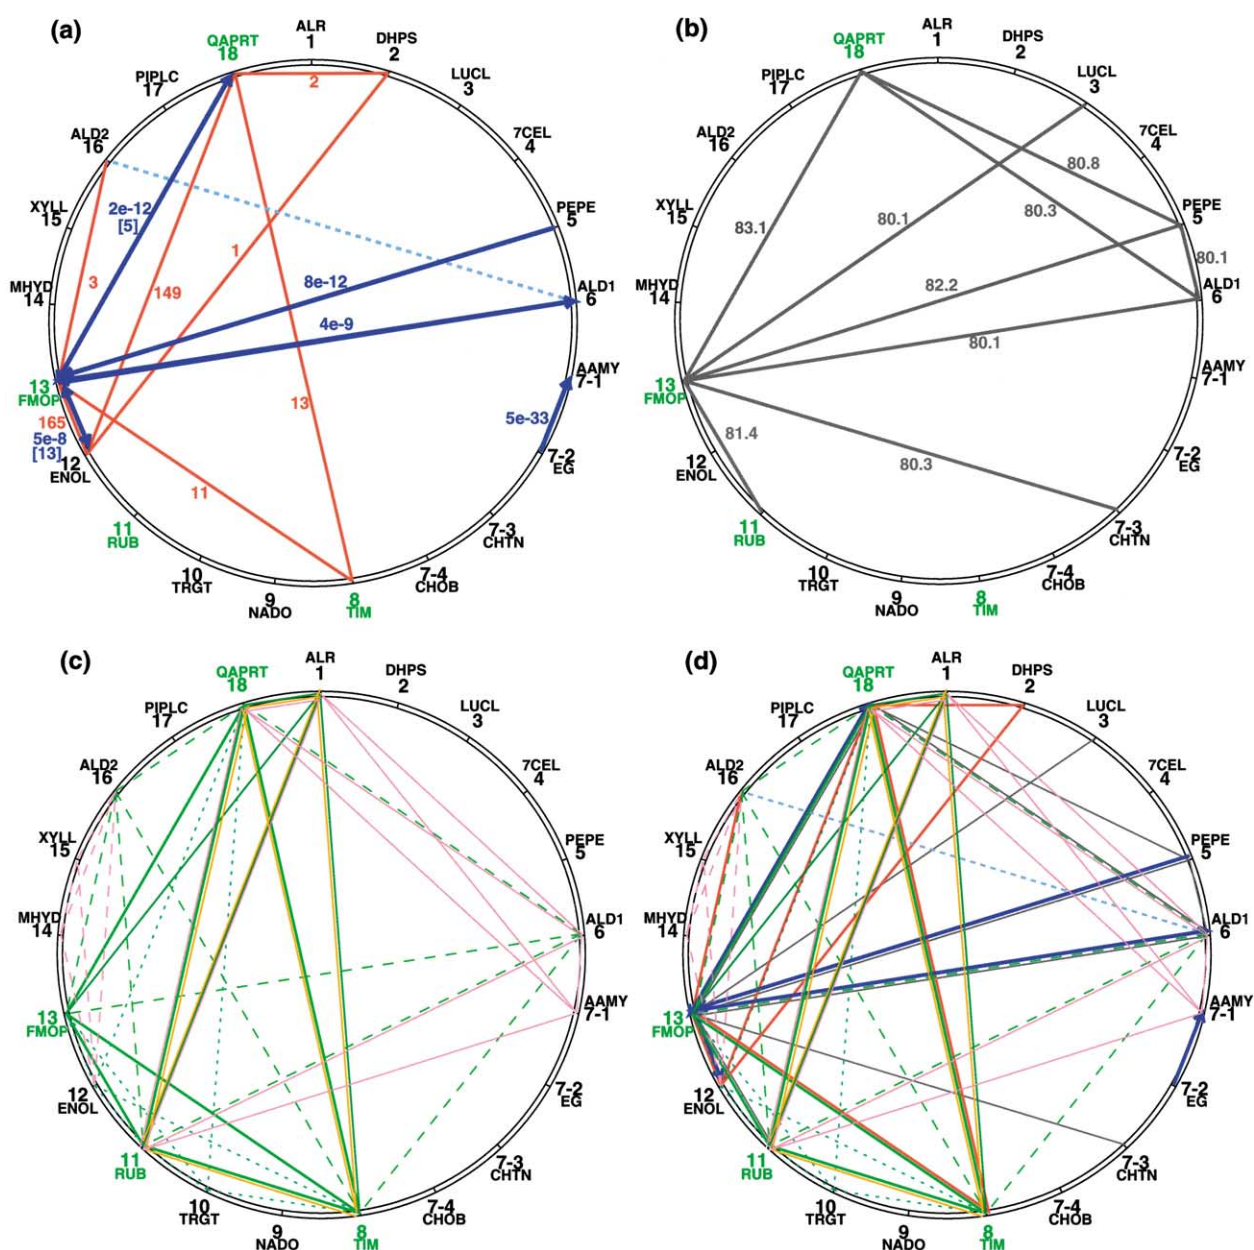 (a)
ALR
1
DHPS
2
LUCL
3
7CEL
4
PEPE
5
ALD1
6
AAMY
7-1
7-2
EG
7-3
CHTN
7-4
CHOB
8
TIM
9
NADO
10
TRGT
11
RUB
12
ENOL
13
FMOP
MHYD
14
XYLL
15
ALD2
16
PIPLC
17
QAPRT
18
2
2e-12
[5]
1
3
149
8e-12
4e-9
13
165
5e-8
[13]
11
5e-33
(b)
ALR
1
DHPS
2
LUCL
3
7CEL
4
PEPE
5
ALD1
6
AAMY
7-1
7-2
EG
7-3
CHTN
7-4
CHOB
8
TIM
9
NADO
10
TRGT
11
RUB
12
ENOL
13
FMOP
MHYD
14
XYLL
15
ALD2
16
PIPLC
17
QAPRT
18
80.8
83.1
80.1
80.3
80.1
82.2
80.1
81.4
80.3
(c)
ALR
1
DHPS
2
LUCL
3
7CEL
4
PEPE
5
ALD1
6
AAMY
7-1
7-2
EG
7-3
CHTN
7-4
CHOB
8
TIM
9
NADO
10
TRGT
11
RUB
12
ENOL
13
FMOP
MHYD
14
XYLL
15
ALD2
16
PIPLC
17
QAPRT
18
(d)
ALR
1
DHPS
2
LUCL
3
7CEL
4
PEPE
5
ALD1
6
AAMY
7-1
7-2
EG
7-3
CHTN
7-4
CHOB
8
TIM
9
NADO
10
TRGT
11
RUB
12
ENOL
13
FMOP
MHYD
14
XYLL
15
ALD2
16
PIPLC
17
QAPRT
18